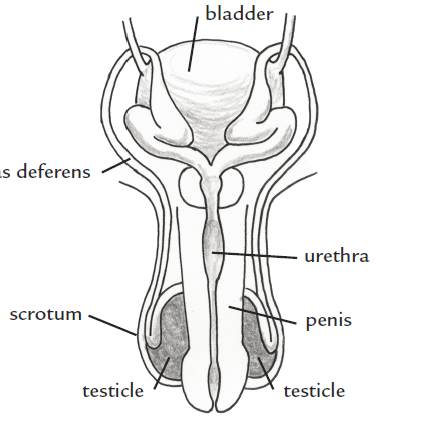 bladder
as deferens
urethra
scrotum
penis
testicle
testicle